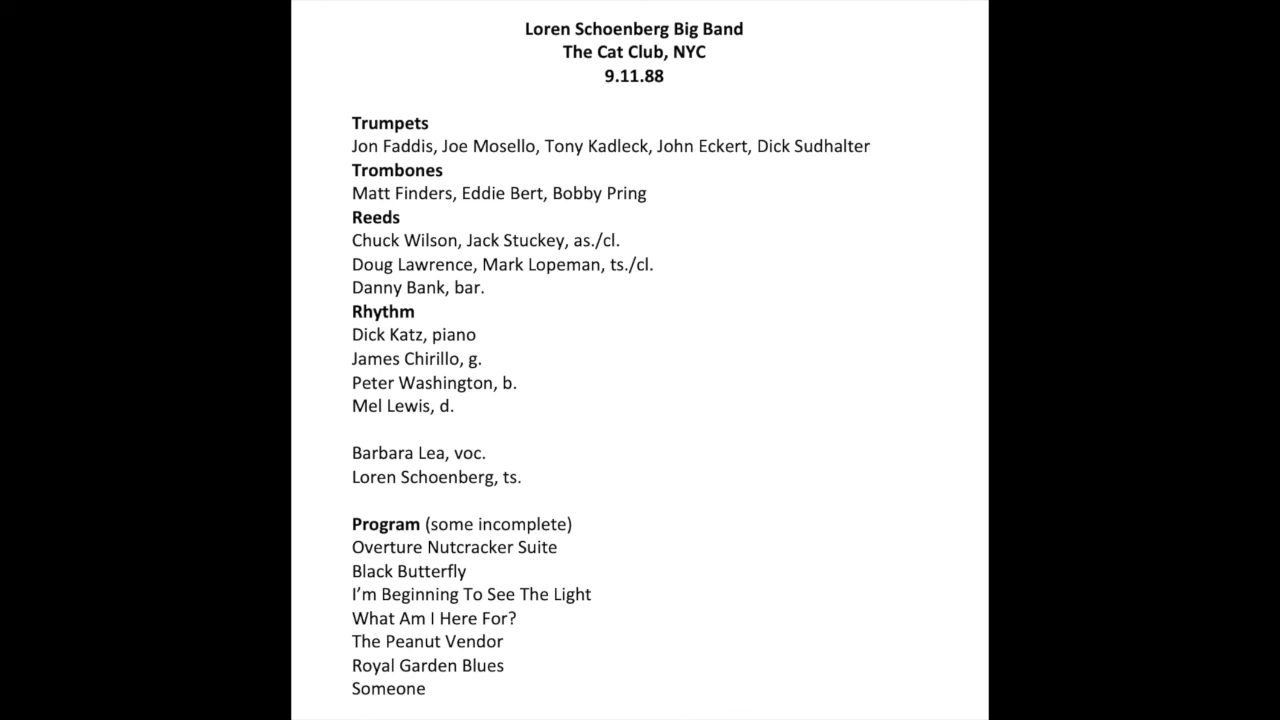 Loren Schoenberg Big Band
The Cat Club, NYC
9.11.88
Trumpets
Jon Faddis, Joe Mosello, Tony Kadleck, John Eckert, Dick Sudhalter
Trombones
Matt Finders, Eddie Bert, Bobby Pring
Reeds
Chuck Wilson, Jack Stuckey, as./cl.
Doug Lawrence, Mark Lopeman, ts./cl.
Danny Bank, bar.
Rhythm
Dick Katz, piano
James Chirillo, g.
Peter Washington, b.
Mel Lewis, d.
Barbara Lea, voc.
Loren Schoenberg, ts.
Program (some incomplete)
Overture Nutcracker Suite
Black Butterfly
I’m Beginning To See The Light
What Am I Here For?
The Peanut Vendor
Royal Garden Blues
Someone